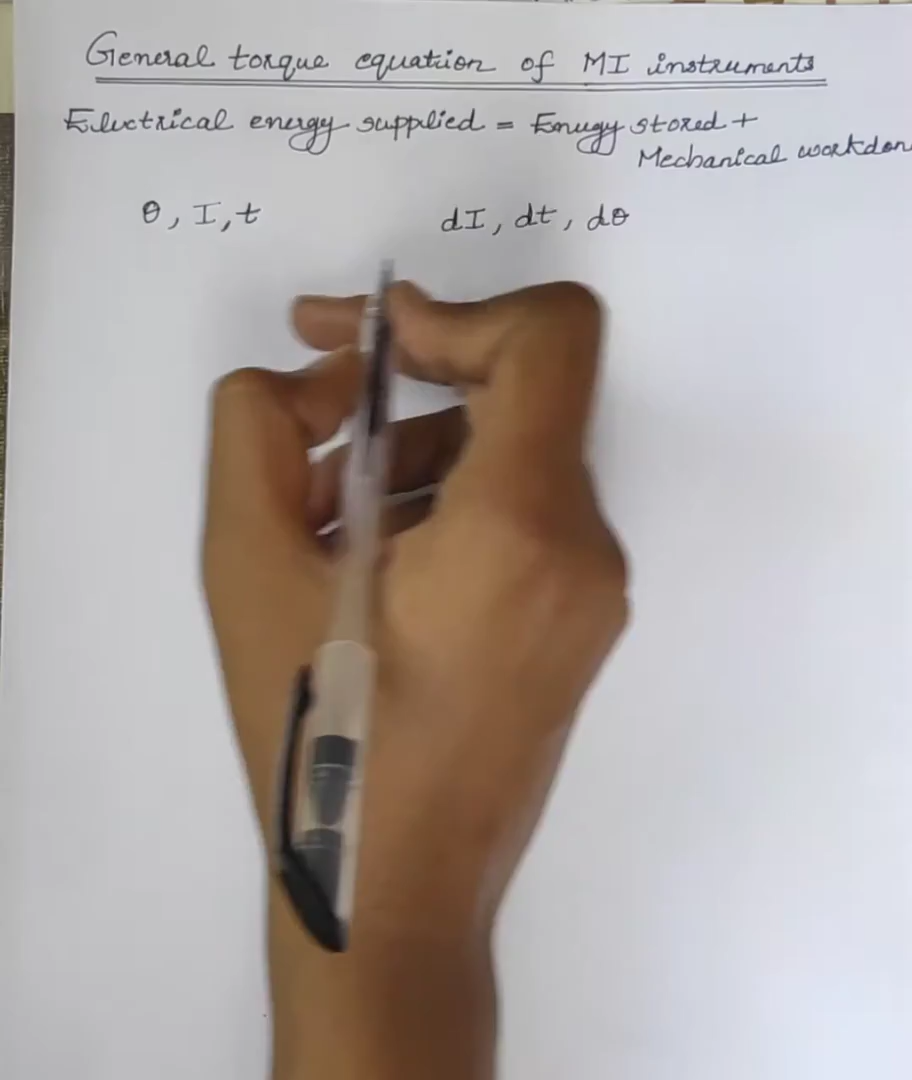 General torque equation of MI instruments
Electrical energy supplied = Energy stored +
Mechanical workdon
θ, I, t dI, dt, dθ